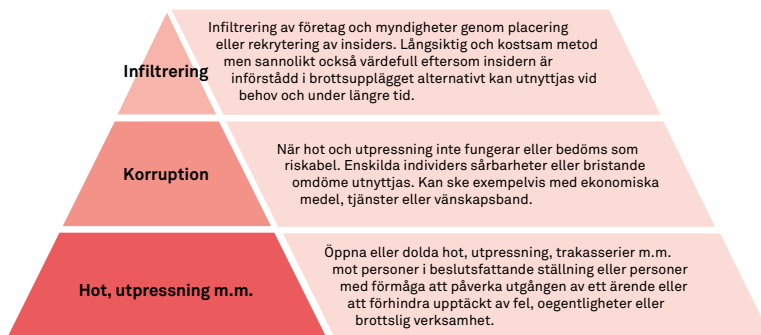 Infiltrering
Infiltrering av företag och myndigheter genom placering
eller rekrytering av insiders. Långsiktig och kostsam metod
men sannolikt också värdefull eftersom insidern är
införstådd i brottsupplägget alternativt kan utnyttjas vid
behov och under längre tid.
Korruption
När hot och utpressning inte fungerar eller bedöms som
riskabel. Enskilda individers sårbarheter eller bristande
omdöme utnyttjas. Kan ske exempelvis med ekonomiska
medel, tjänster eller vänskapsband.
Hot, utpressning m.m.
Öppna eller dolda hot, utpressning, trakasserier m.m.
mot personer i beslutsfattande ställning eller personer
med förmåga att påverka utgången av ett ärende eller
att förhindra upptäckt av fel, oegentligheter eller
brottslig verksamhet.